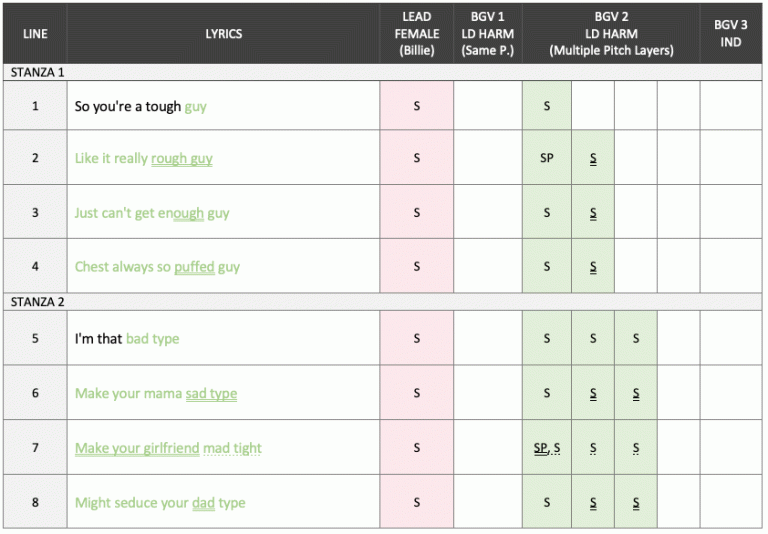 LINE LYRICS LEAD FEMALE (Billie) BGV 1 LD HARM (Same P.) BGV 2 LD HARM (Multiple Pitch Layers) BGV 3 IND
STANZA 1
1 So you're a tough guy S S
2 Like it really rough guy S SP S
3 Just can't get enough guy S S S
4 Chest always so puffed guy S S S
STANZA 2
5 I'm that bad type S S S S
6 Make your mama sad type S S S S
7 Make your girlfriend mad tight S SP, S S S
8 Might seduce your dad type S S S S